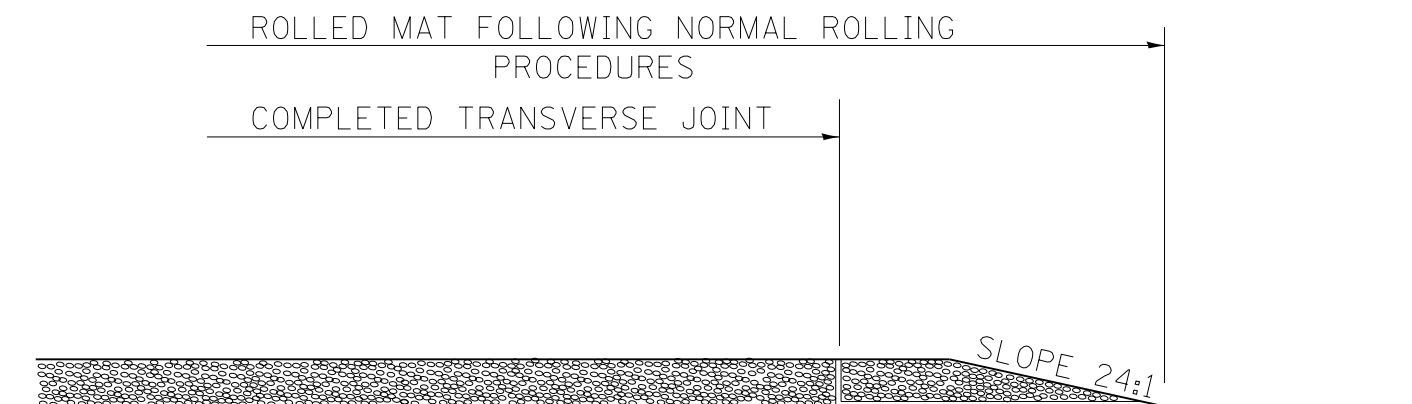 ROLLED MAT FOLLOWING NORMAL ROLLING
PROCEDURES
COMPLETED TRANSVERSE JOINT
SLOPE 24:1